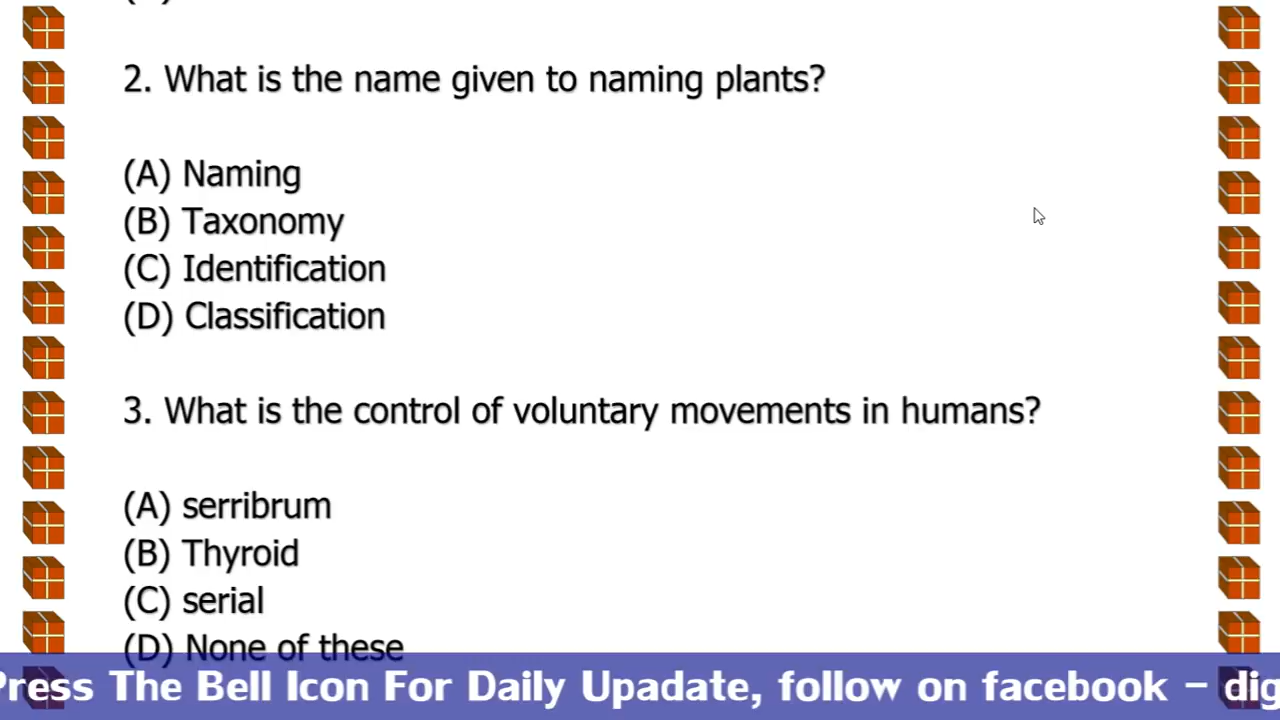 2. What is the name given to naming plants?
(A) Naming
(B) Taxonomy
(C) Identification
(D) Classification
3. What is the control of voluntary movements in humans?
(A) serribrum
(B) Thyroid
(C) serial
(D) None of these
Press The Bell Icon For Daily Upadate, follow on facebook – dig